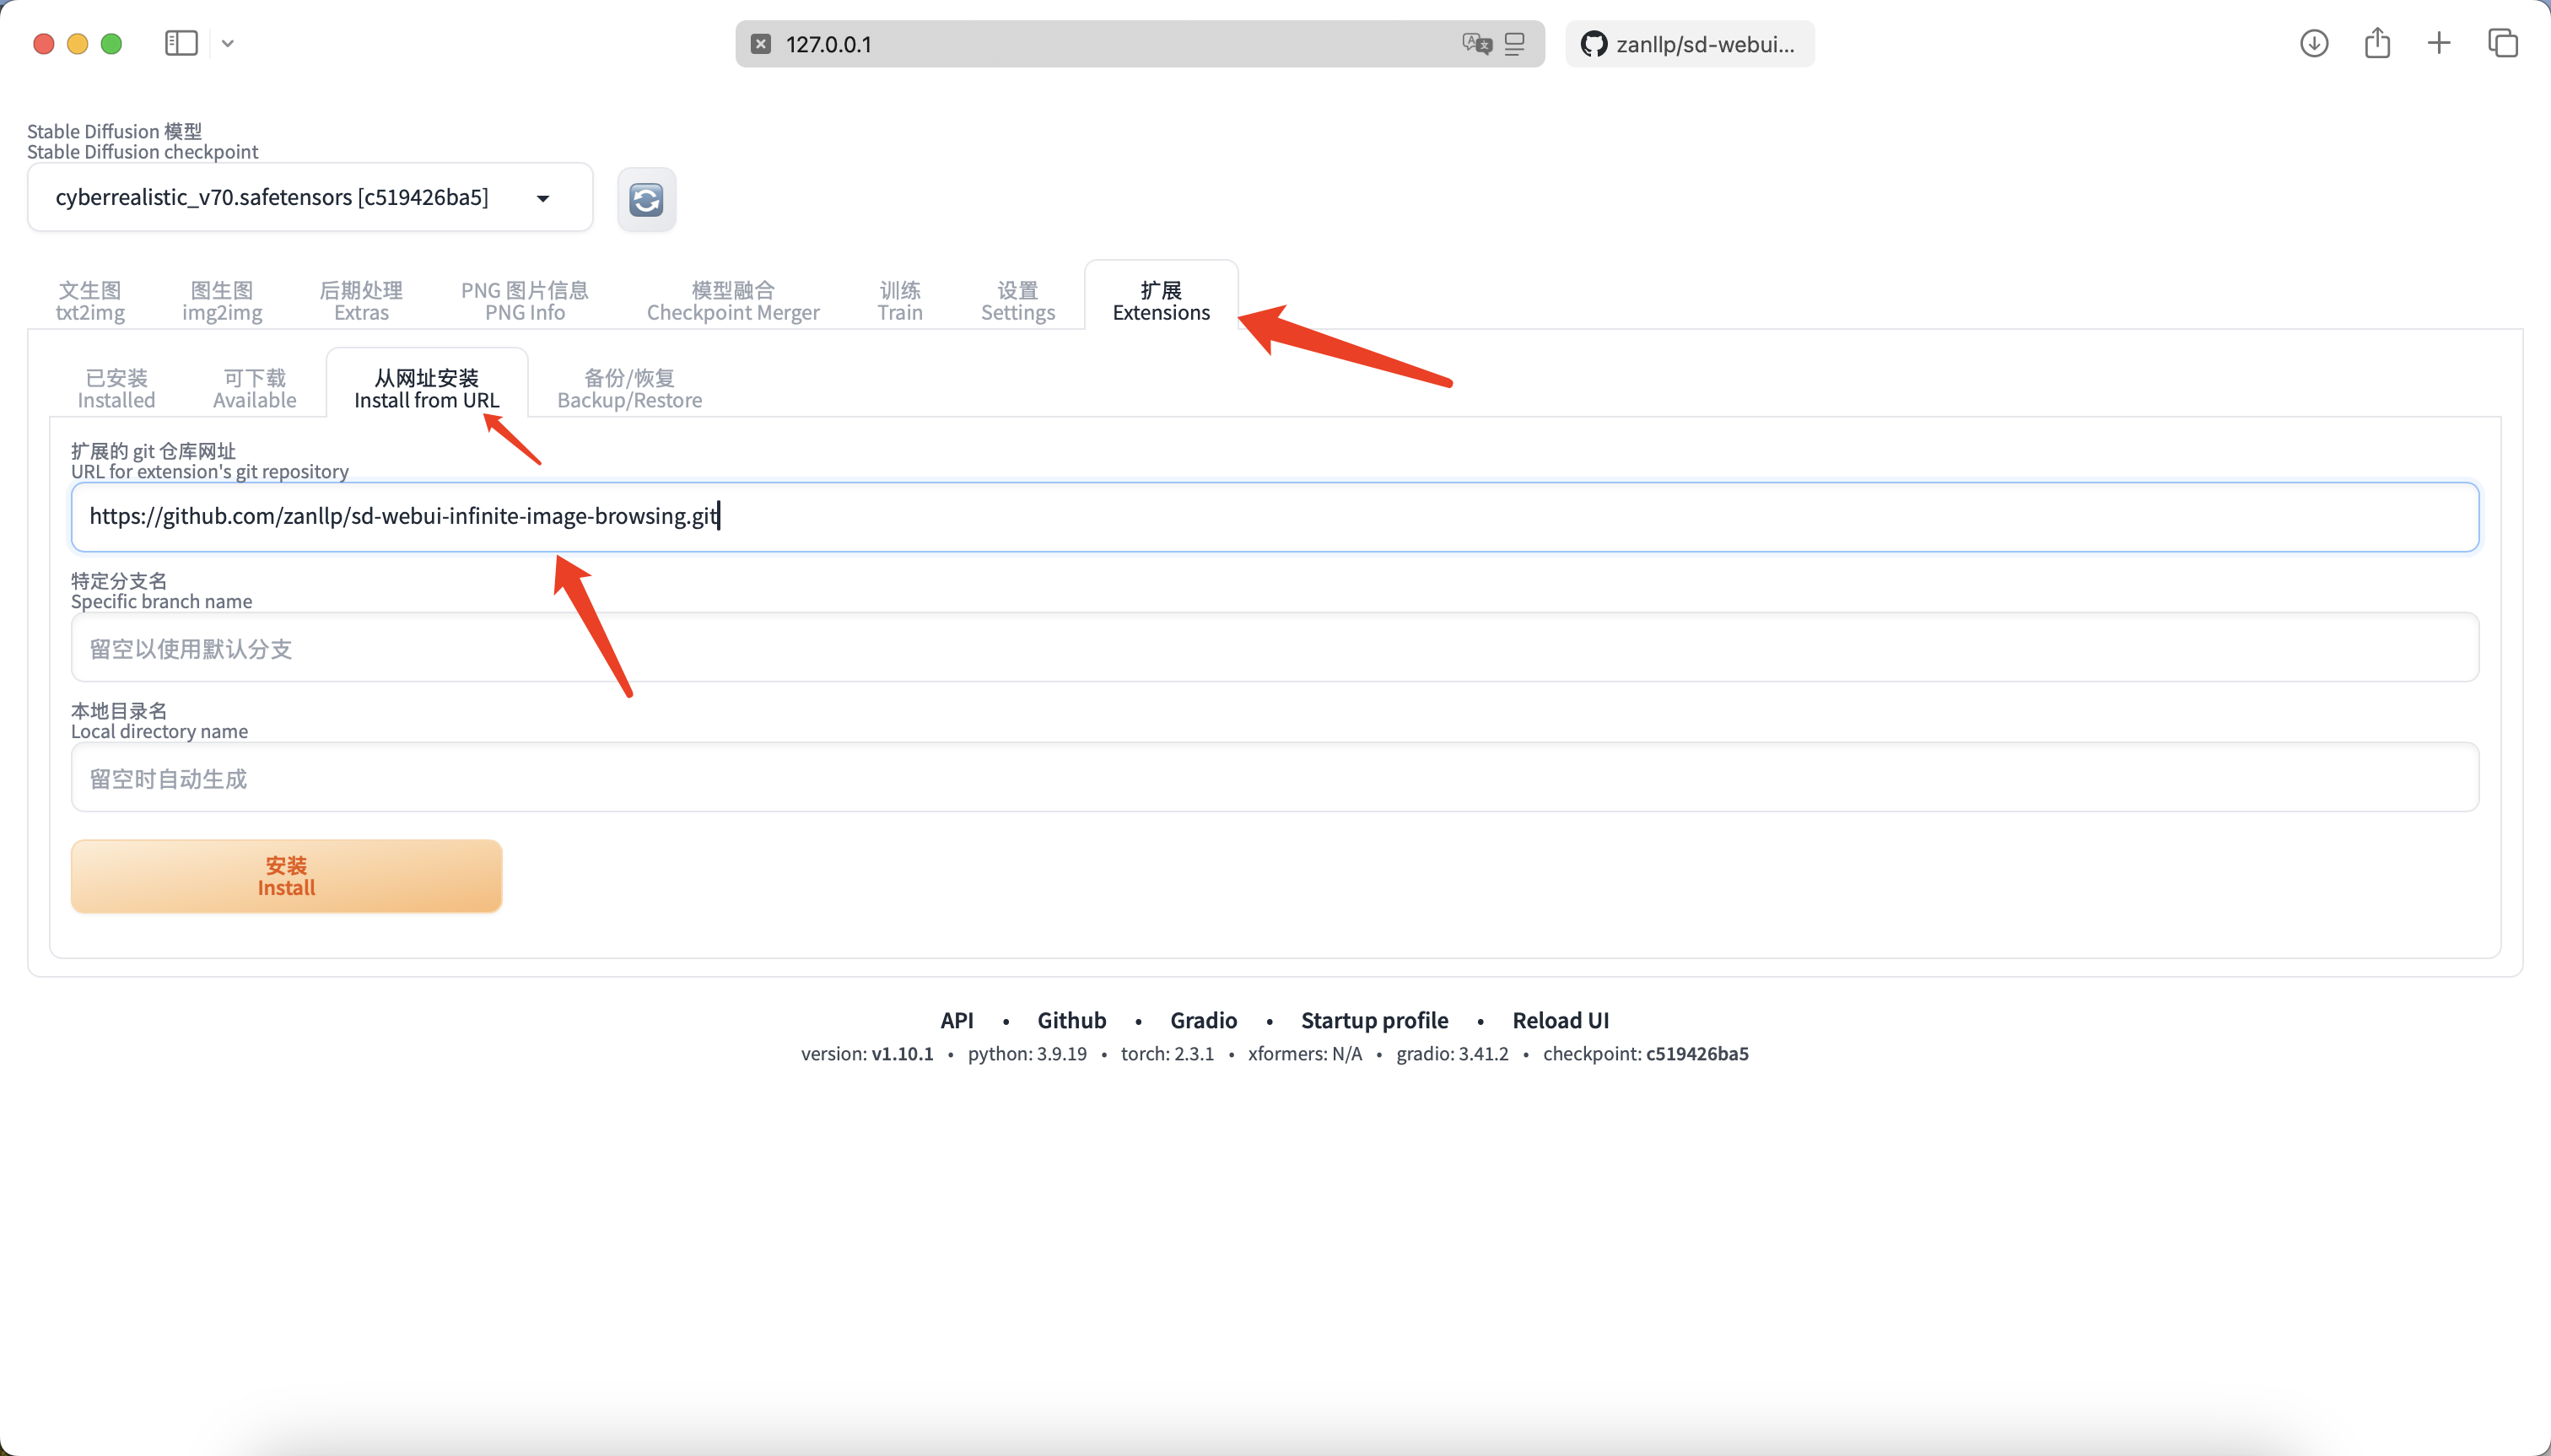 127.0.0.1
zanllp/sd-webui...
Stable Diffusion 模型
Stable Diffusion checkpoint
cyberrealistic_v70.safetensors [c519426ba5]
文生图 图生图 后期处理 PNG 图片信息 模型融合 训练 设置 扩展
txt2img img2img Extras PNG Info Checkpoint Merger Train Settings Extensions
已安装 可下载 从网址安装 备份/恢复
Installed Available Install from URL Backup/Restore
扩展的 git 仓库网址
URL for extension's git repository
https://github.com/zanllp/sd-webui-infinite-image-browsing.git
特定分支名
Specific branch name
留空以使用默认分支
本地目录名
Local directory name
留空时自动生成
安装
Install
API • Github • Gradio • Startup profile • Reload UI
version: v1.10.1 • python: 3.9.19 • torch: 2.3.1 • xformers: N/A • gradio: 3.41.2 • checkpoint: c519426ba5